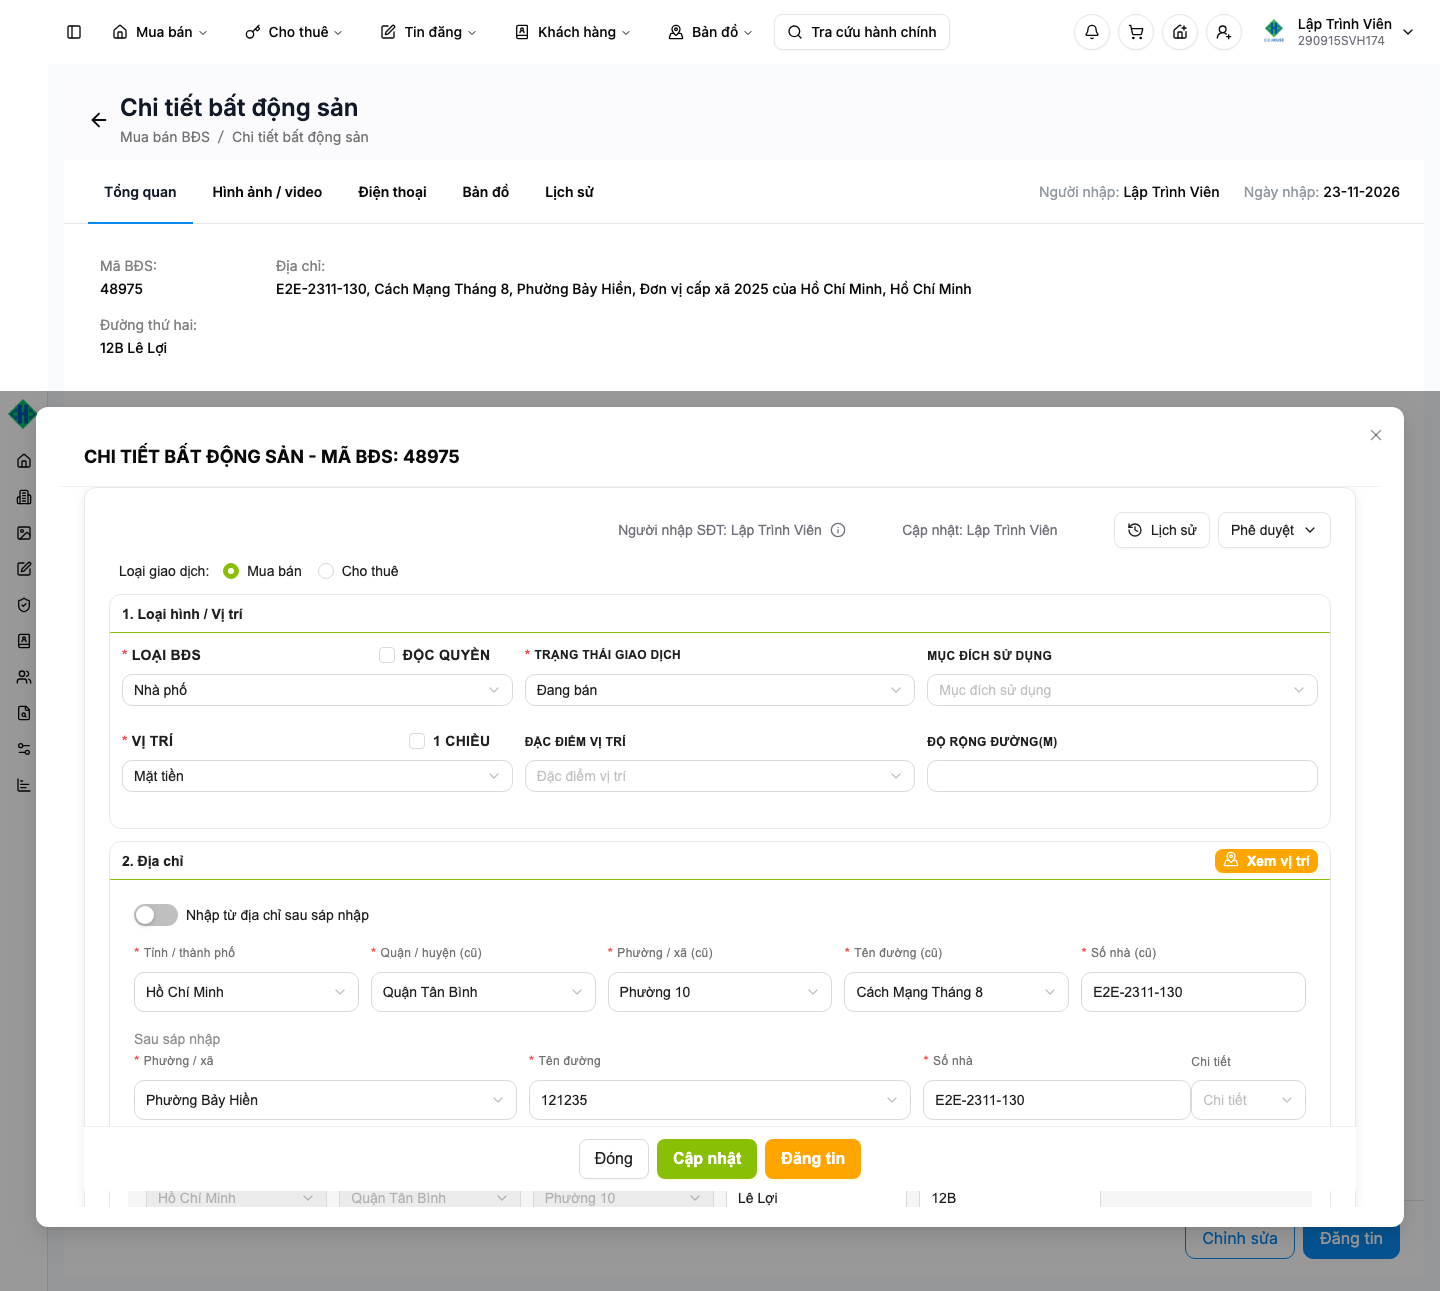 Mua bán
Cho thuê
Tin đăng
Khách hàng
Bản đồ
Tra cứu hành chính
Lập Trình Viên
290915SVH174
Chi tiết bất động sản
Mua bán BĐS / Chi tiết bất động sản
Tổng quan
Hình ảnh / video
Điện thoại
Bản đồ
Lịch sử
Người nhập: Lập Trình Viên
Ngày nhập: 23-11-2026
Mã BĐS:
48975
Địa chỉ:
E2E-2311-130, Cách Mạng Tháng 8, Phường Bảy Hiền, Đơn vị cấp xã 2025 của Hồ Chí Minh, Hồ Chí Minh
Đường thứ hai:
12B Lê Lợi
CHI TIẾT BẤT ĐỘNG SẢN - MÃ BĐS: 48975
Người nhập SĐT: Lập Trình Viên
Cập nhật: Lập Trình Viên
Lịch sử
Phê duyệt
Loại giao dịch:
Mua bán
Cho thuê
1. Loại hình / Vị trí
* LOẠI BĐS
ĐỘC QUYỀN
* TRẠNG THÁI GIAO DỊCH
MỤC ĐÍCH SỬ DỤNG
Nhà phố
Đang bán
Mục đích sử dụng
* VỊ TRÍ
1 CHIỀU
ĐẶC ĐIỂM VỊ TRÍ
ĐỘ RỘNG ĐƯỜNG(M)
Mặt tiền
Đặc điểm vị trí
2. Địa chỉ
Xem vị trí
Nhập từ địa chỉ sau sáp nhập
* Tỉnh / thành phố
* Quận / huyện (cũ)
* Phường / xã (cũ)
* Tên đường (cũ)
* Số nhà (cũ)
Hồ Chí Minh
Quận Tân Bình
Phường 10
Cách Mạng Tháng 8
E2E-2311-130
Sau sáp nhập
* Phường / xã
* Tên đường
* Số nhà
Chi tiết
Phường Bảy Hiền
121235
E2E-2311-130
Chi tiết
Đóng
Cập nhật
Đăng tin
Hồ Chí Minh
Quận Tân Bình
Phường 10
Lê Lợi
12B
Chỉnh sửa
Đăng tin